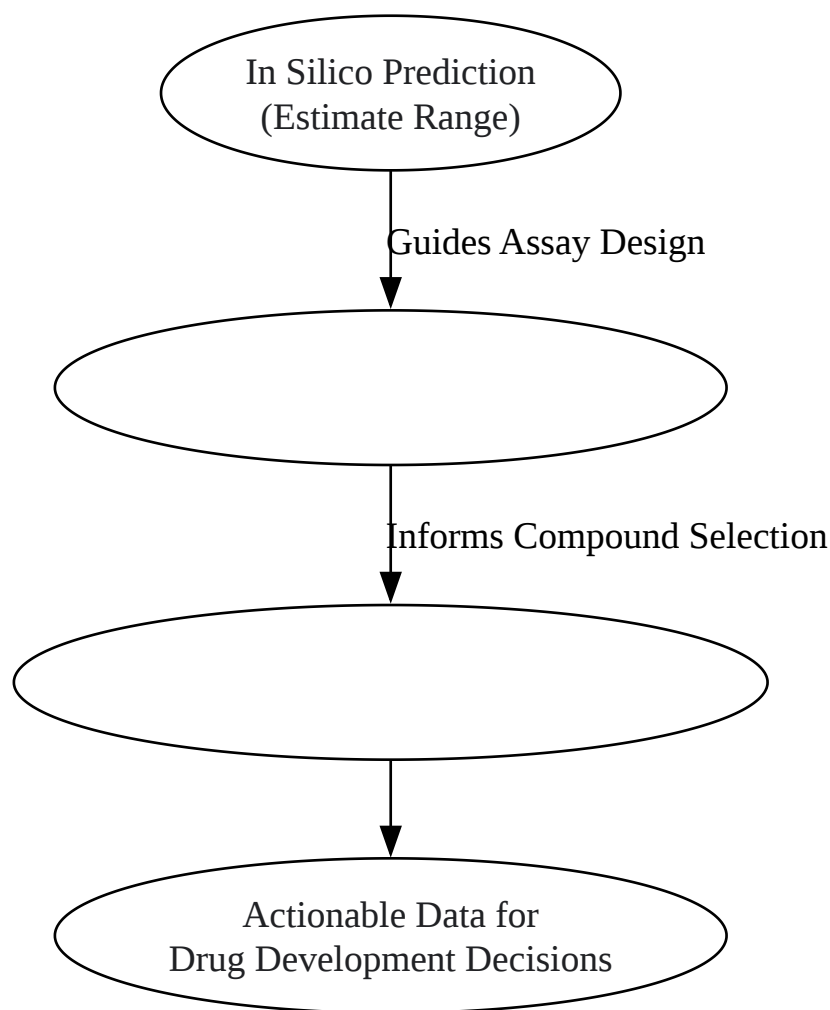 In Silico Prediction
(Estimate Range)
Guides Assay Design
Informs Compound Selection
Actionable Data for
Drug Development Decisions